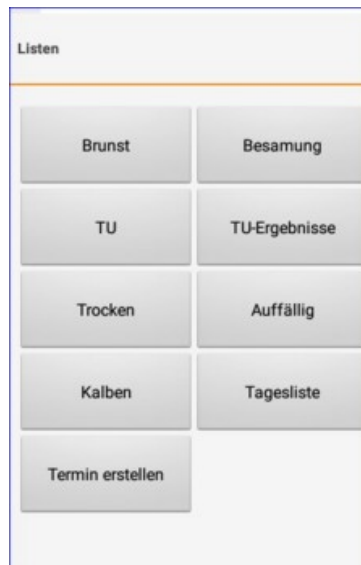 Listen
Brunst
Besamung
TU
TU-Ergebnisse
Trocken
Auffällig
Kalben
Tagesliste
Termin erstellen